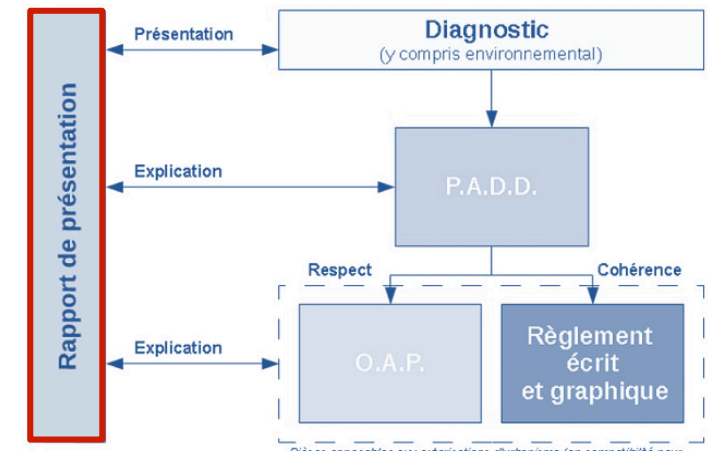 Rapport de présentation
Présentation
Diagnostic
(y compris environnemental)
Explication
P.A.D.D.
Respect
Cohérence
Explication
O.A.P.
Règlement
écrit
et graphique